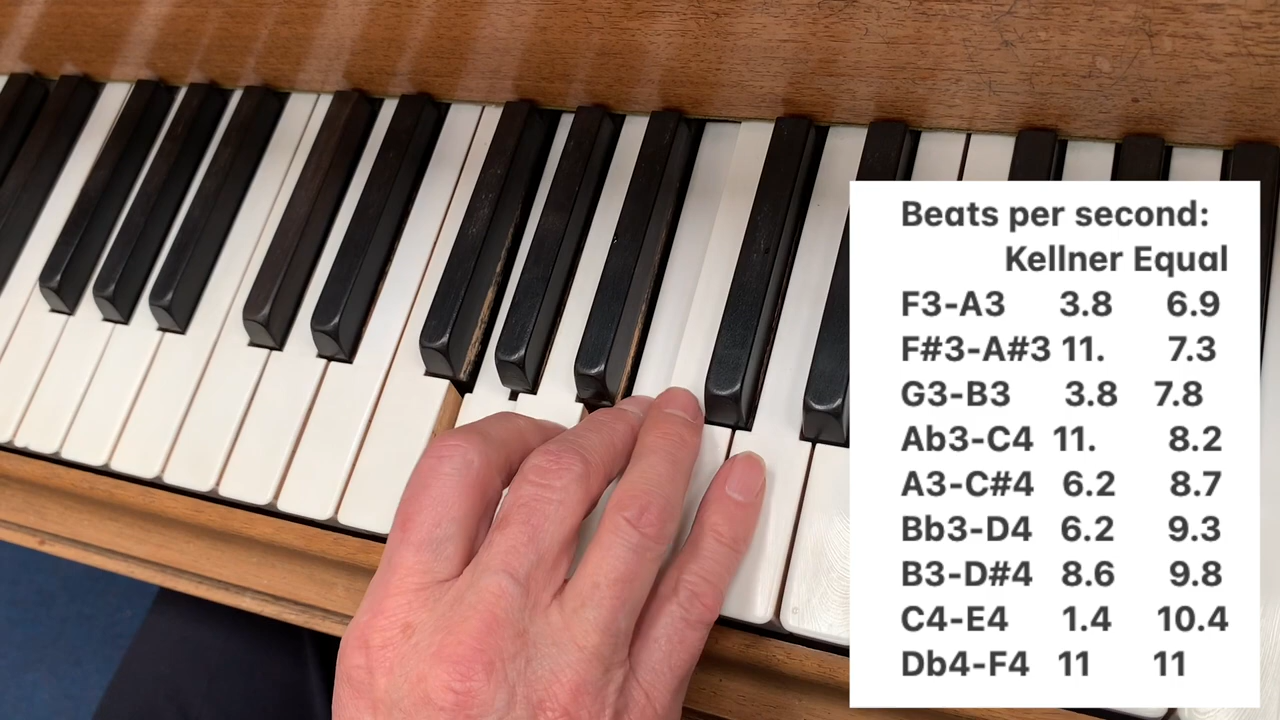 Beats per second:
Kellner Equal
F3-A3 3.8 6.9
F#3-A#3 11. 7.3
G3-B3 3.8 7.8
Ab3-C4 11. 8.2
A3-C#4 6.2 8.7
Bb3-D4 6.2 9.3
B3-D#4 8.6 9.8
C4-E4 1.4 10.4
Db4-F4 11 11